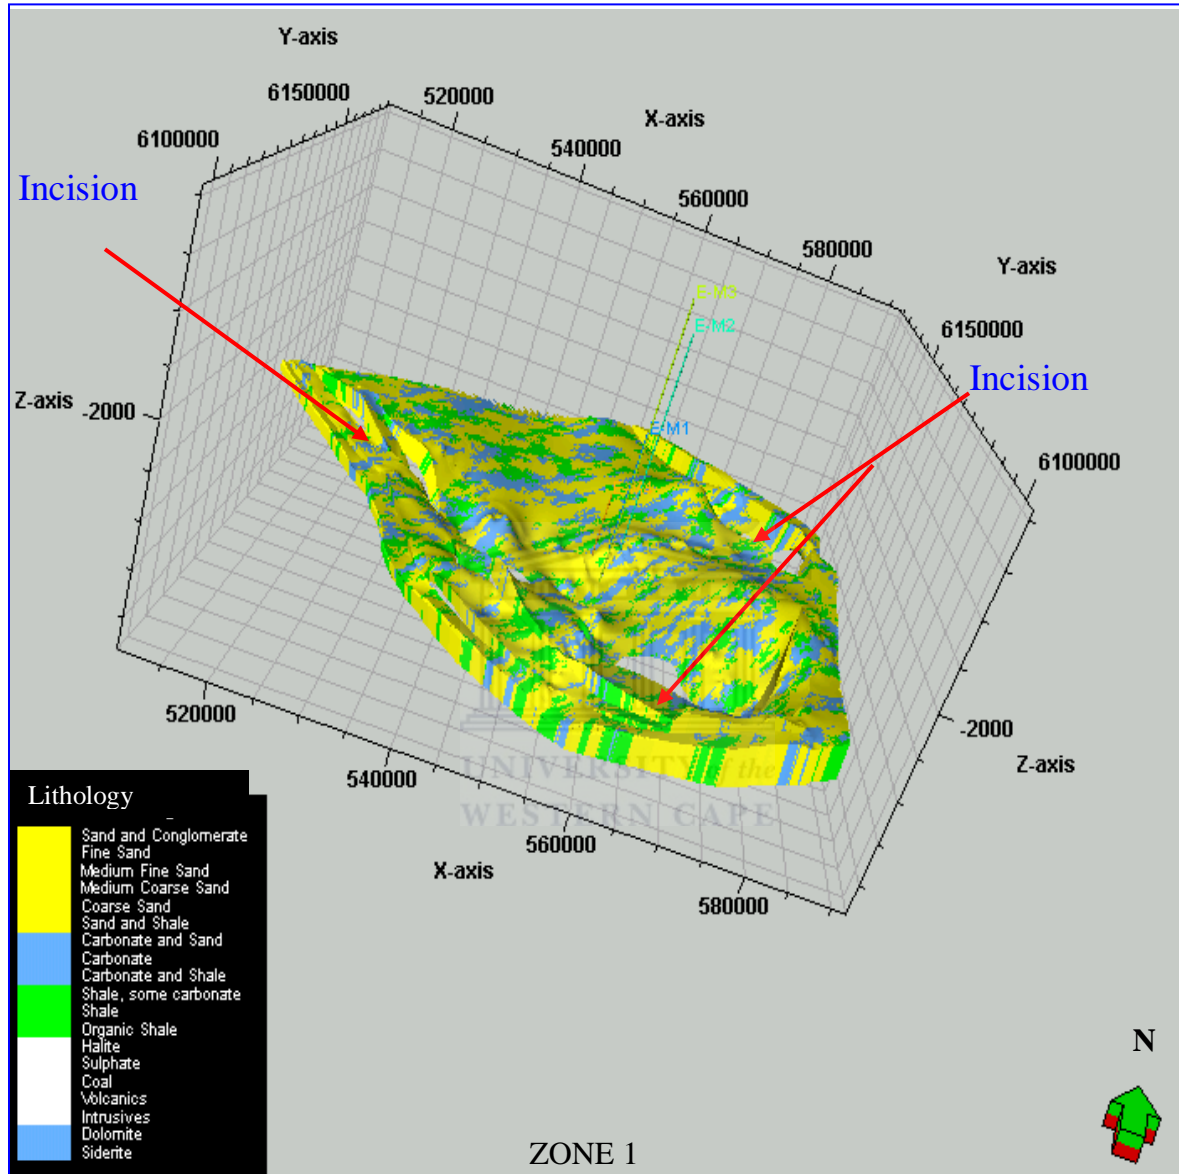 Y-axis
6150000
520000
X-axis
6100000
540000
Incision
560000
580000
Y-axis
E-M3
6150000
E-M2
Incision
Z-axis
-2000
E-M1
6100000
520000
-2000
540000
Z-axis
UNIVERSITY of the
WESTERN CAPE
560000
X-axis
580000
Lithology
Sand and Conglomerate
Fine Sand
Medium Fine Sand
Medium Coarse Sand
Coarse Sand
Sand and Shale
Carbonate and Sand
Carbonate
Carbonate and Shale
Shale, some carbonate
Shale
Organic Shale
Halite
Sulphate
Coal
Volcanics
Intrusives
Dolomite
Siderite
N
ZONE 1